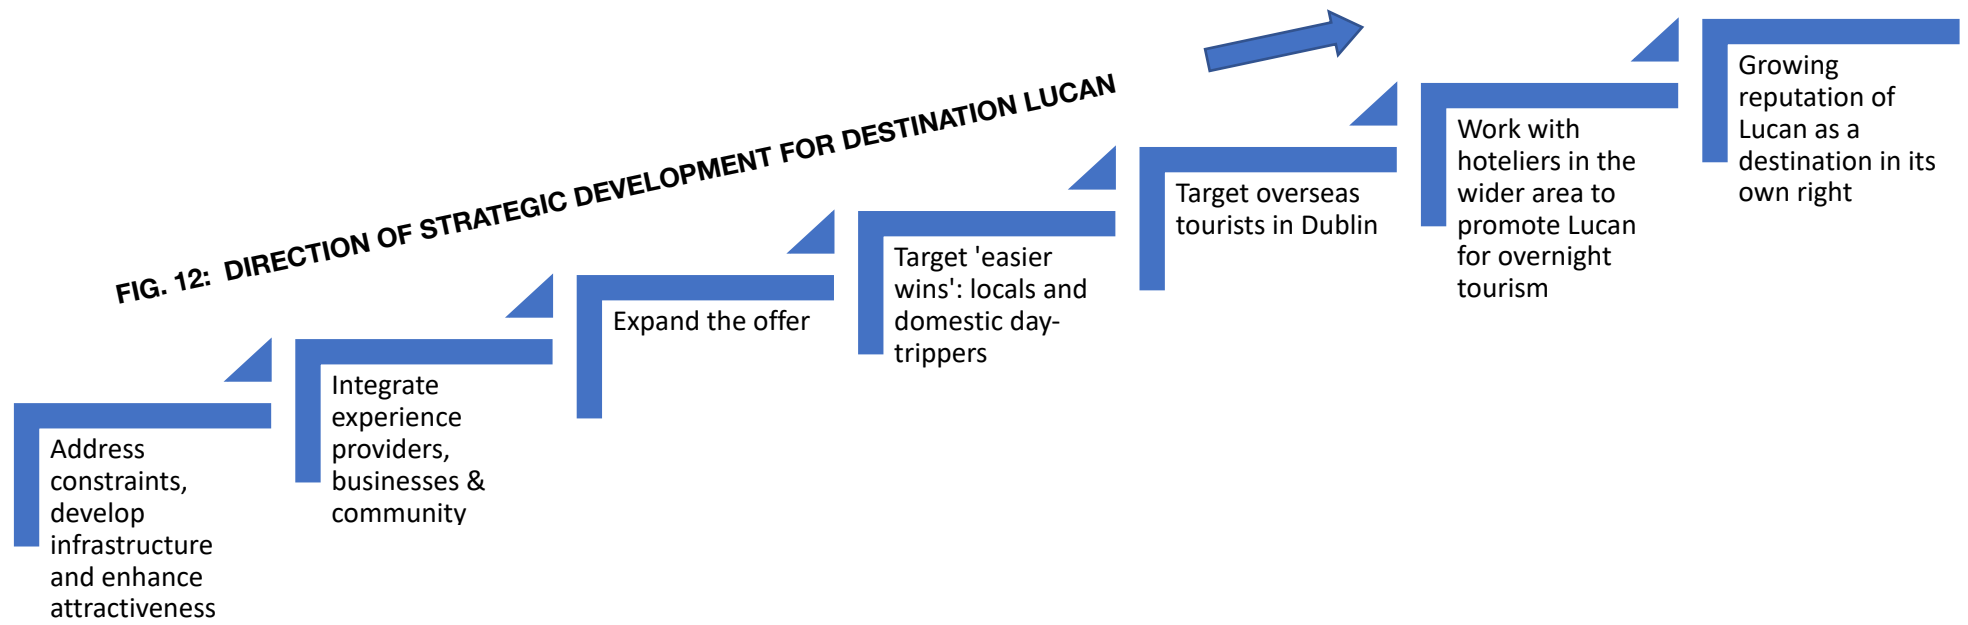 FIG. 12: DIRECTION OF STRATEGIC DEVELOPMENT FOR DESTINATION LUCAN
Address
constraints,
develop
infrastructure
and enhance
attractiveness
Integrate
experience
providers,
businesses &
community
Expand the offer
Target 'easier
wins': locals and
domestic day-
trippers
Target overseas
tourists in Dublin
Work with
hoteliers in the
wider area to
promote Lucan
for overnight
tourism
Growing
reputation of
Lucan as a
destination in its
own right